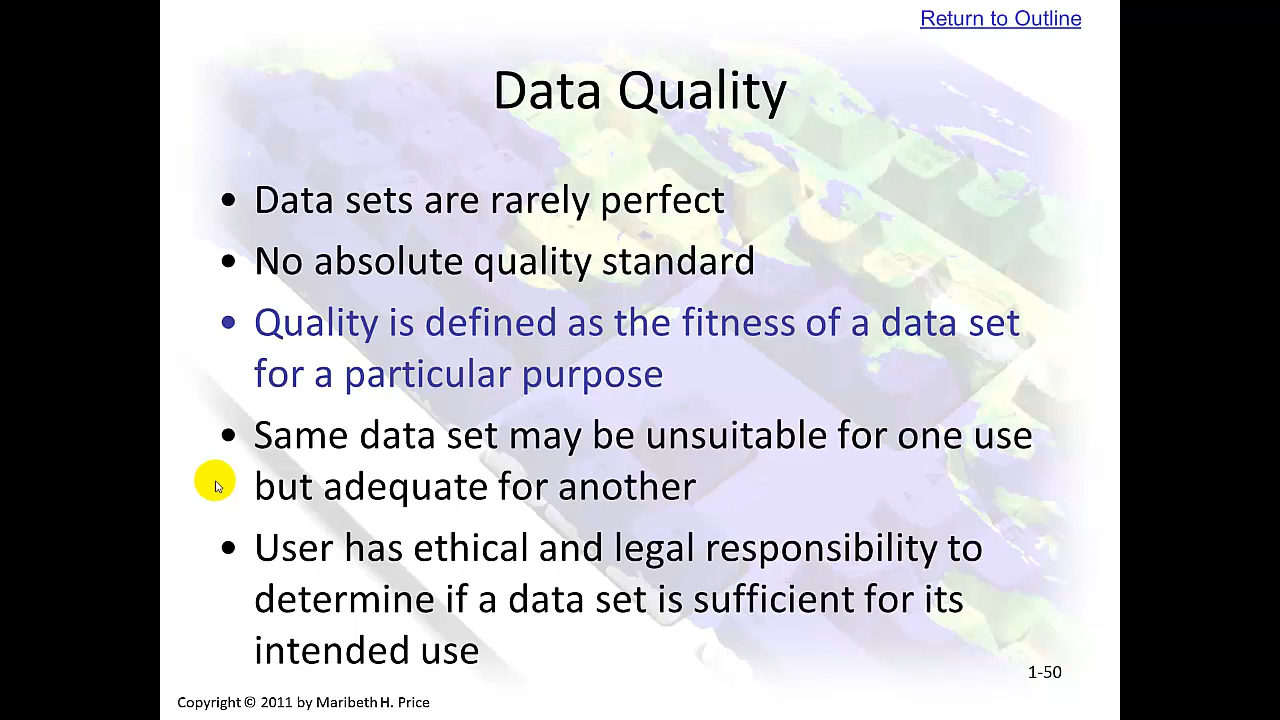 Return to Outline
Data Quality
• Data sets are rarely perfect
• No absolute quality standard
• Quality is defined as the fitness of a data set
for a particular purpose
• Same data set may be unsuitable for one use
but adequate for another
• User has ethical and legal responsibility to
determine if a data set is sufficient for its
intended use
1-50
Copyright © 2011 by Maribeth H. Price